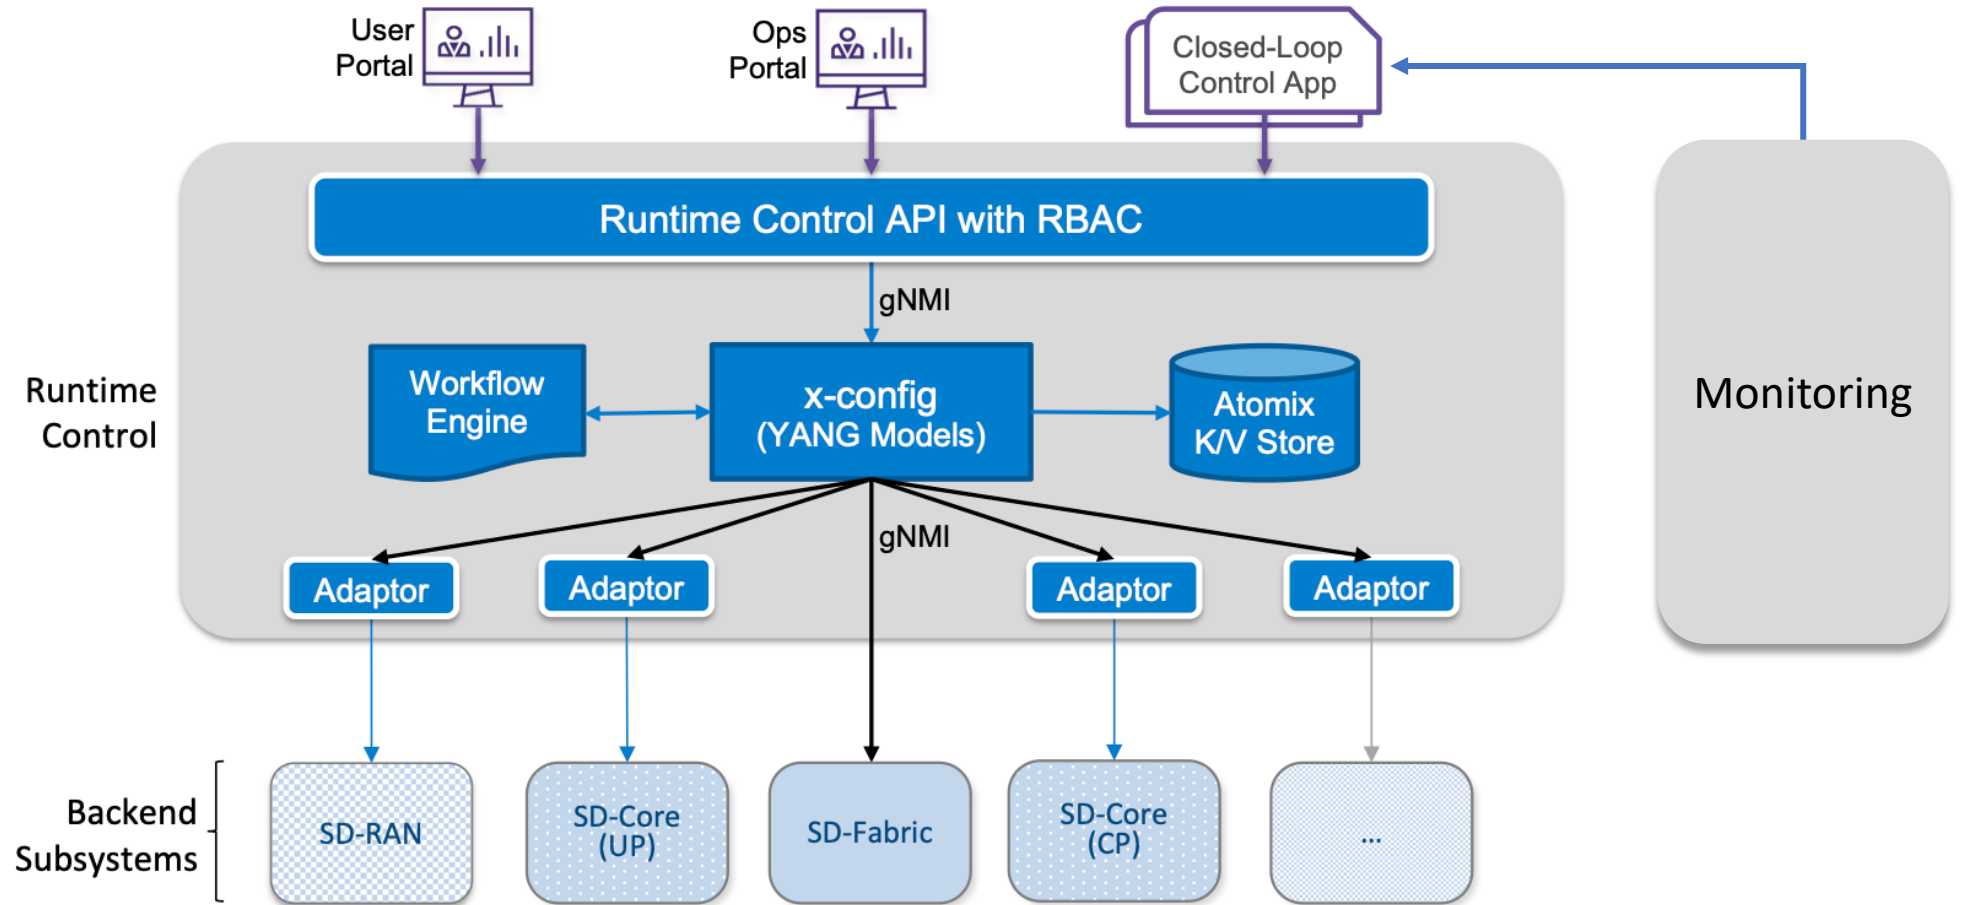 User
Portal
Ops
Portal
Closed-Loop
Control App
Runtime Control API with RBAC
gNMI
Workflow
Engine
x-config
(YANG Models)
Atomix
K/V Store
Monitoring
Runtime
Control
gNMI
Adaptor
Adaptor
Adaptor
Adaptor
Backend
Subsystems
SD-RAN
SD-Core
(UP)
SD-Fabric
SD-Core
(CP)
...